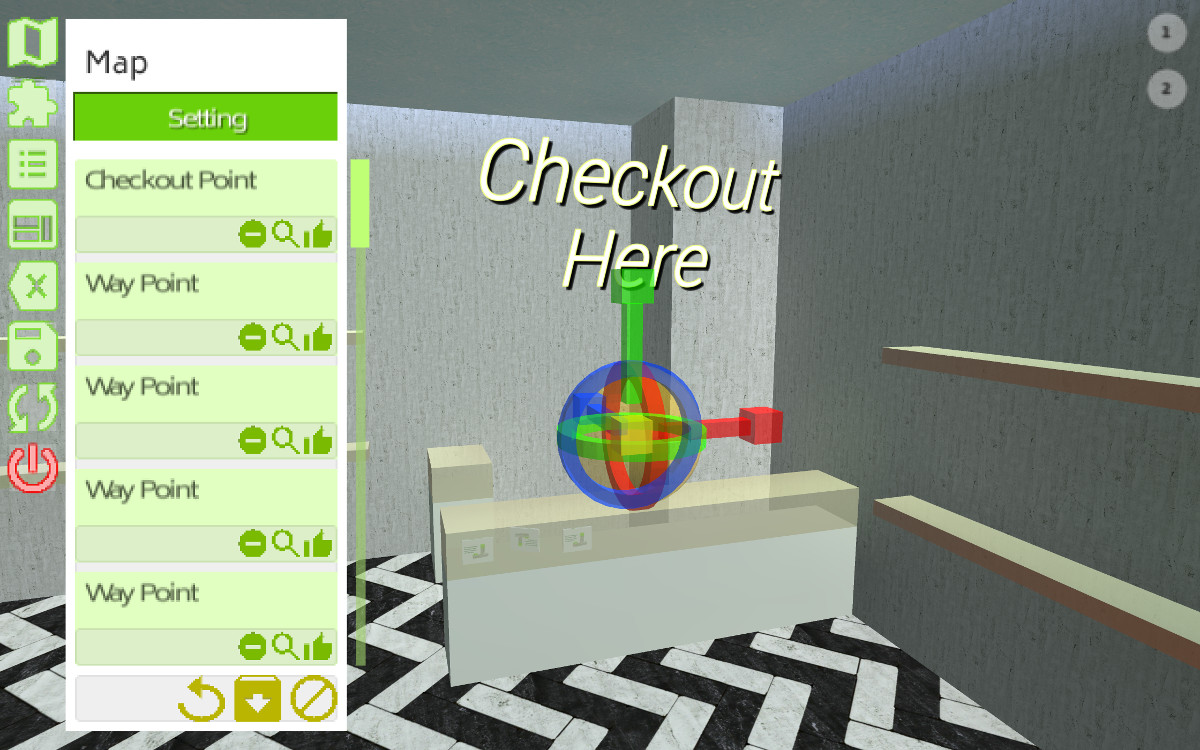 Map
Setting
Checkout Point
Way Point
Way Point
Way Point
Way Point
Checkout
Here
1
2